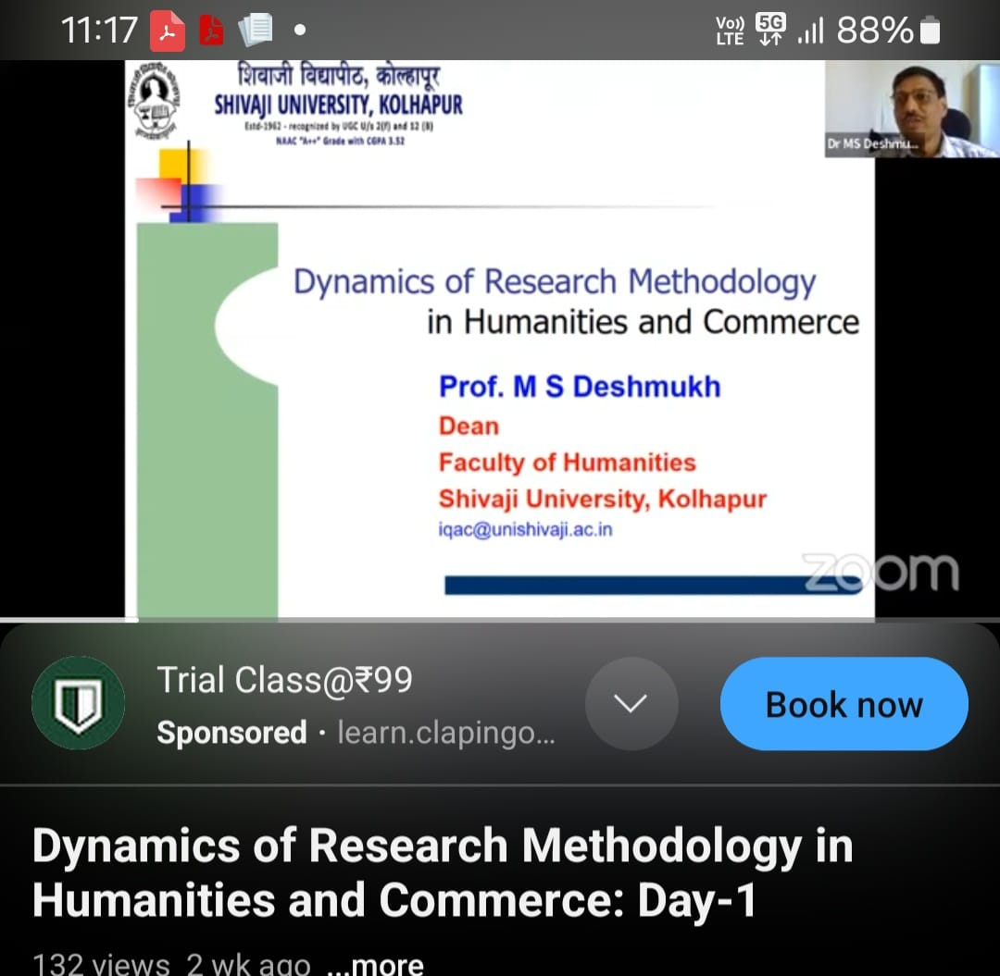 11:17
Vo)) 5G
LTE
88%
शिवाजी विद्यापीठ, कोल्हापूर
SHIVAJI UNIVERSITY, KOLHAPUR
Estd-1962 - recognized by UGC U/s 2(f) and 12 (B)
NAAC "A++" Grade with CGPA 3.52
Dr MS Deshmu...
Dynamics of Research Methodology
in Humanities and Commerce
Prof. M S Deshmukh
Dean
Faculty of Humanities
Shivaji University, Kolhapur
iqac@unishivaji.ac.in
zoom
Trial Class@₹99
Sponsored · learn.clapingo...
Book now
Dynamics of Research Methodology in
Humanities and Commerce: Day-1
132 views 2 wk ago ...more